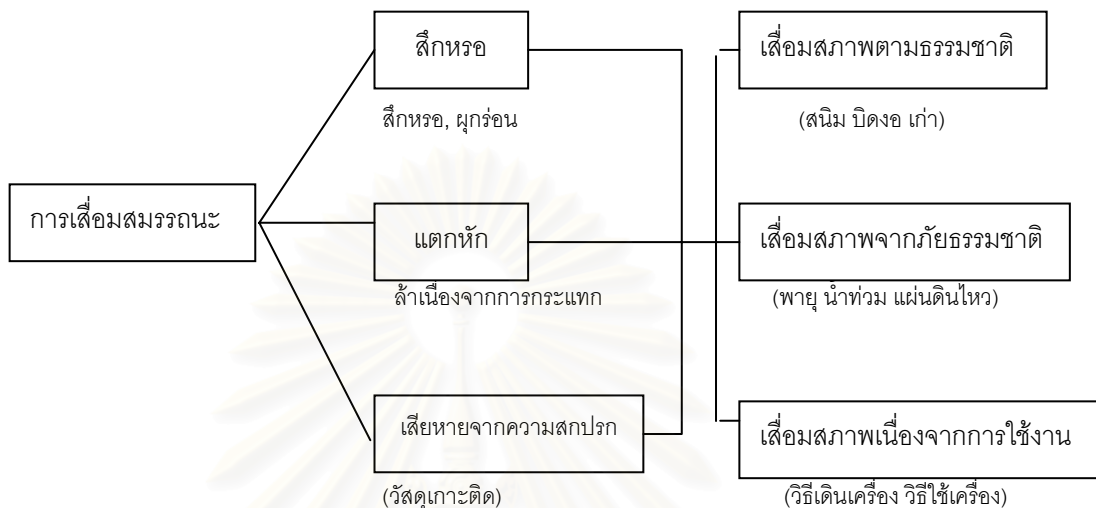 สึกหรอ
เสื่อมสภาพตามธรรมชาติ
สึกหรอ, ผุกร่อน
(สนิม บิดงอ เก่า)
การเสื่อมสมรรถนะ
แตกหัก
เสื่อมสภาพจากภัยธรรมชาติ
ล้าเนื่องจากการกระแทก
(พายุ น้ำท่วม แผ่นดินไหว)
เสียหายจากความสกปรก
เสื่อมสภาพเนื่องจากการใช้งาน
(วัสดุเกาะติด)
(วิธีเดินเครื่อง วิธีใช้เครื่อง)